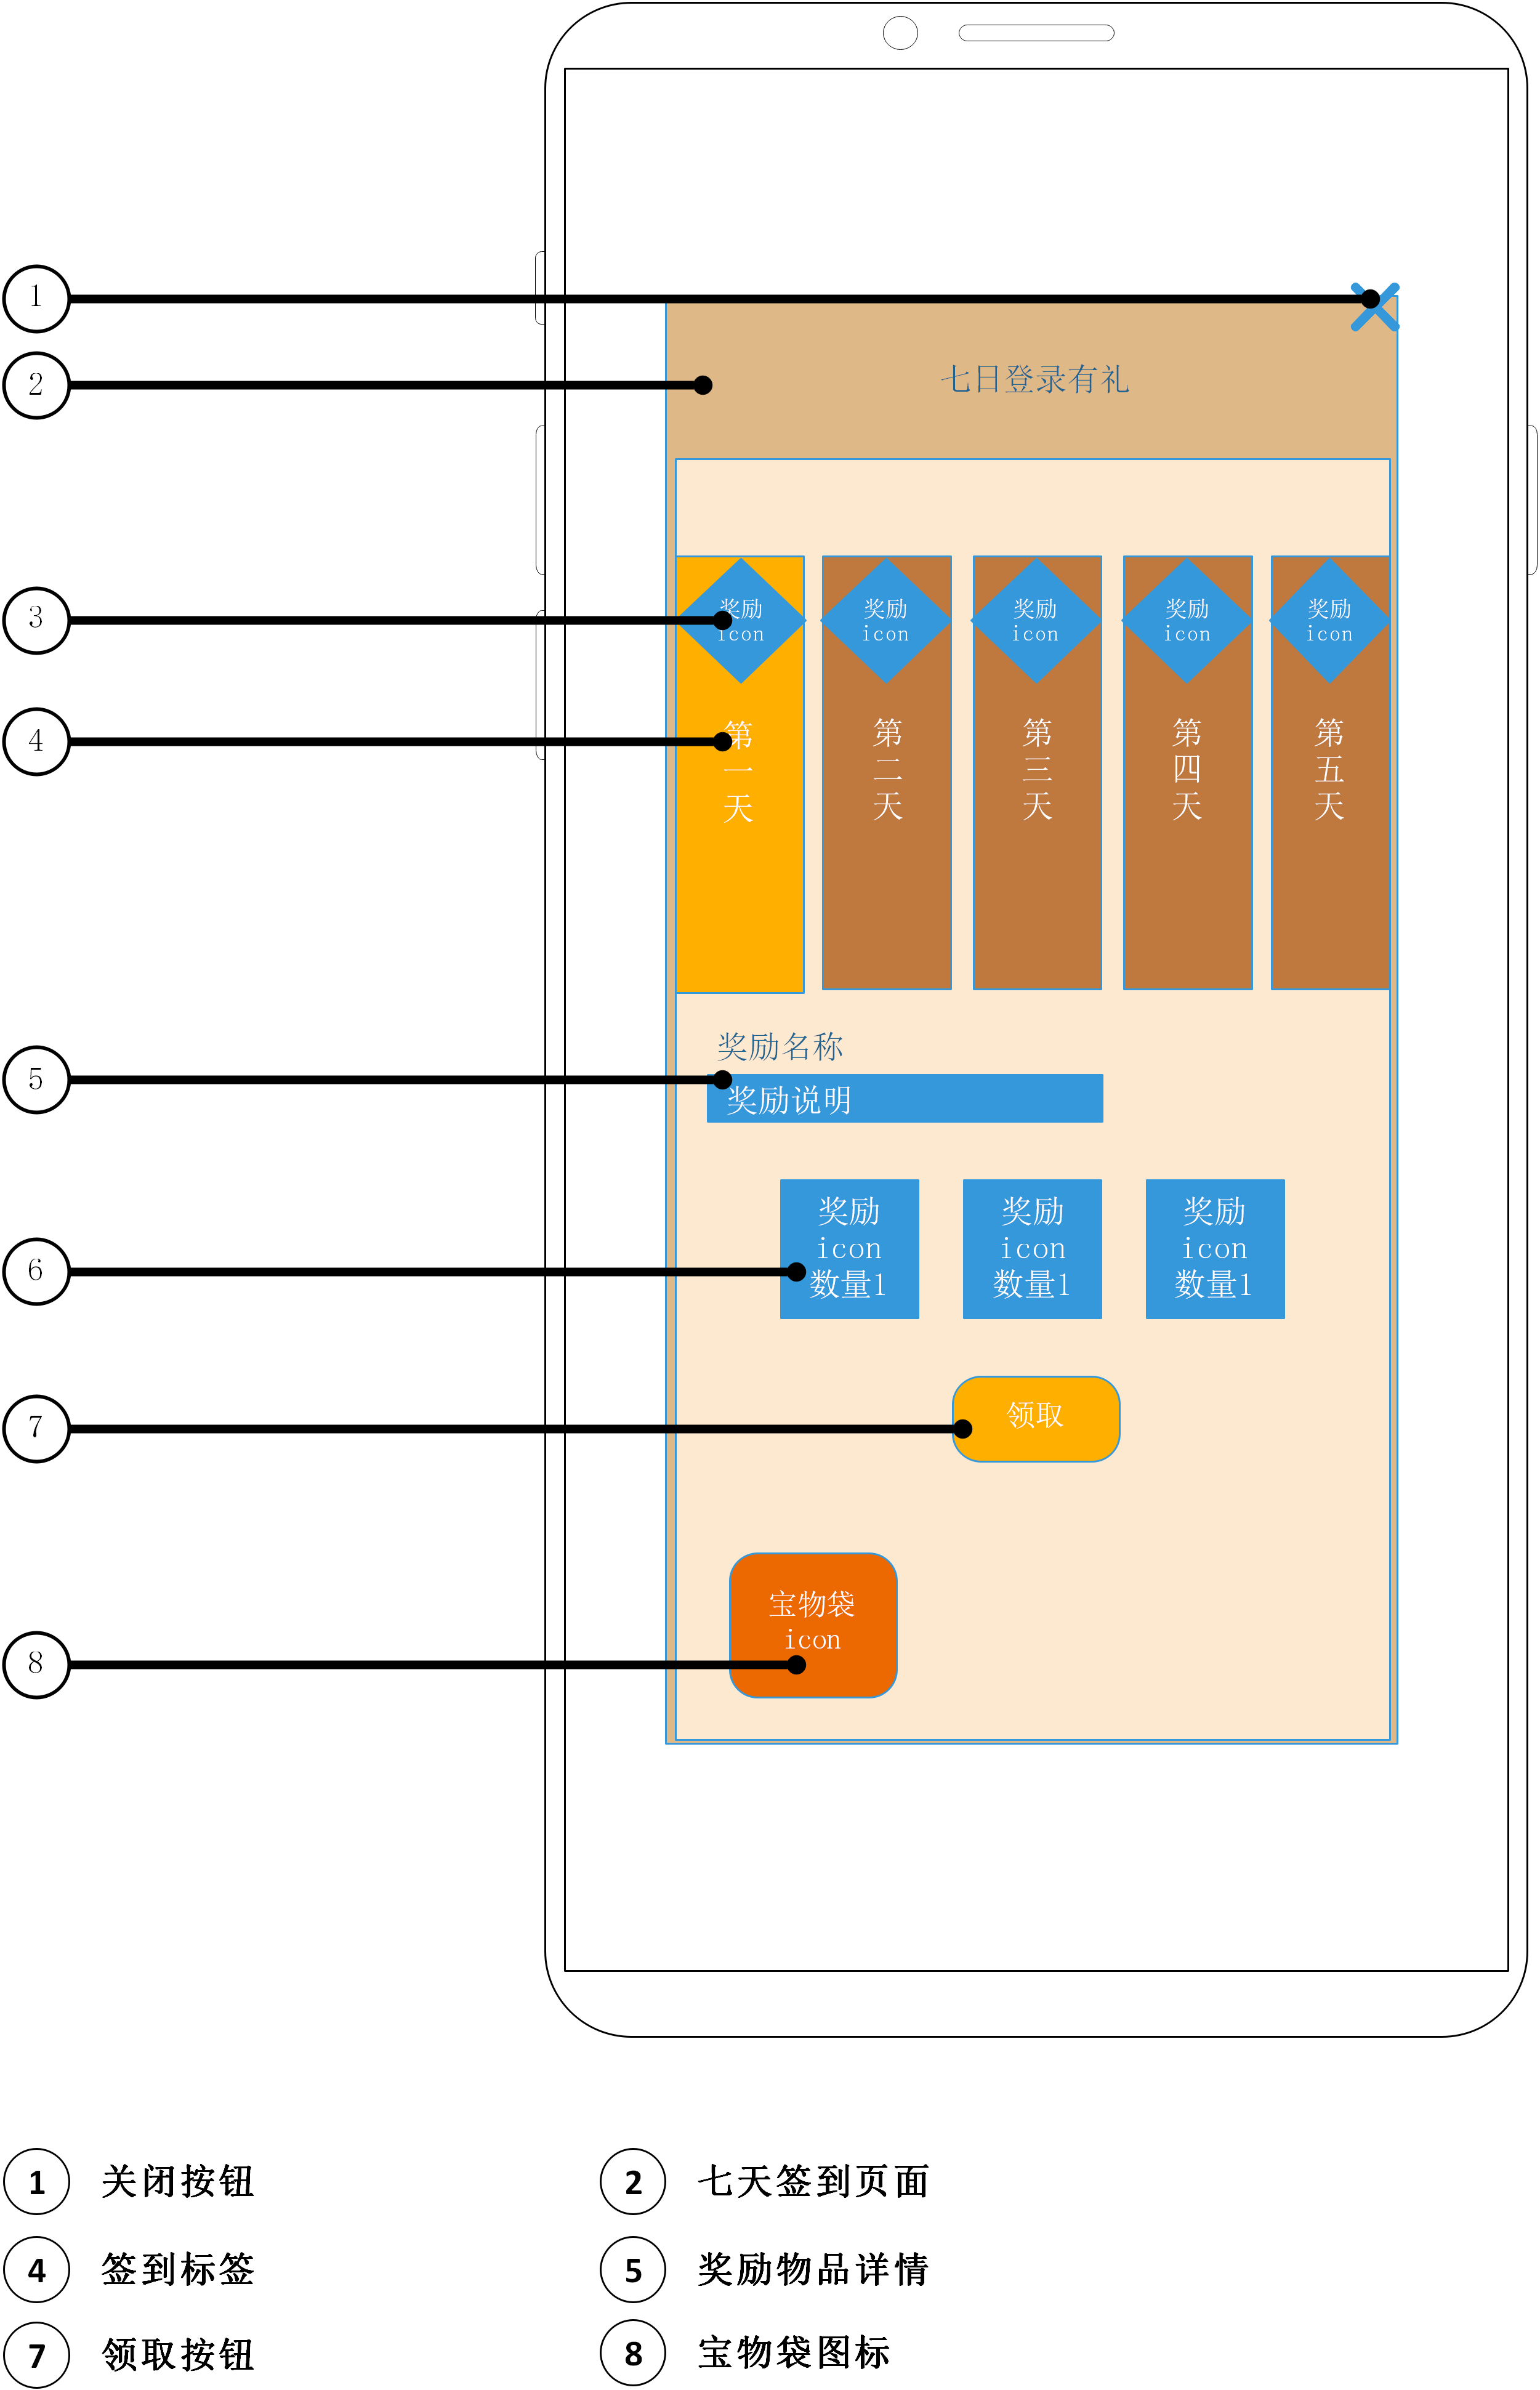 1
2
七日登录有礼
3
奖励
icon
奖励
icon
奖励
icon
奖励
icon
奖励
icon
4
第
一
天
第
二
天
第
三
天
第
四
天
第
五
天
奖励名称
5
奖励说明
6
奖励
icon
数量1
奖励
icon
数量1
奖励
icon
数量1
7
领取
8
宝物袋
icon
1 关闭按钮
2 七天签到页面
4 签到标签
5 奖励物品详情
7 领取按钮
8 宝物袋图标